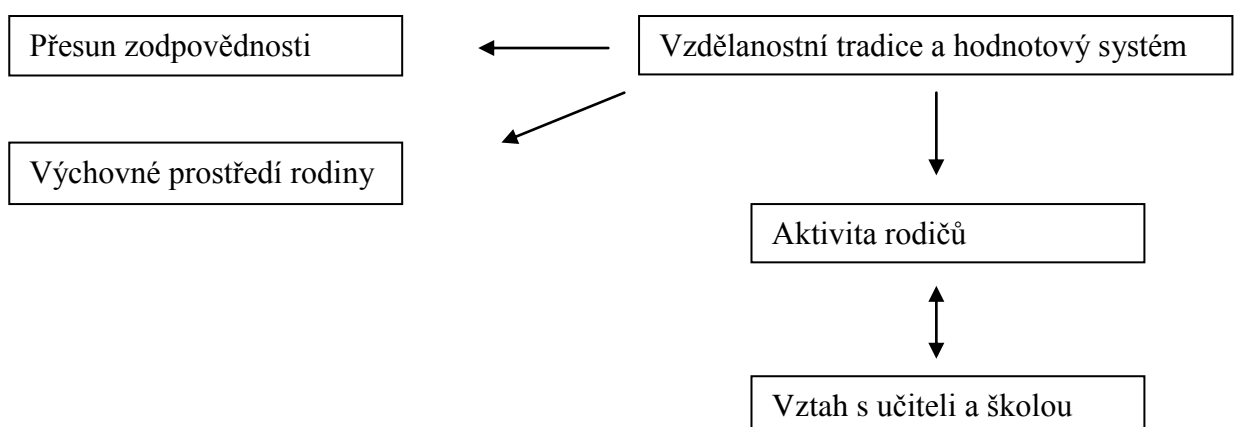 Přesun zodpovědnosti
Vzdělanostní tradice a hodnotový systém
Výchovné prostředí rodiny
Aktivita rodičů
Vztah s učiteli a školou